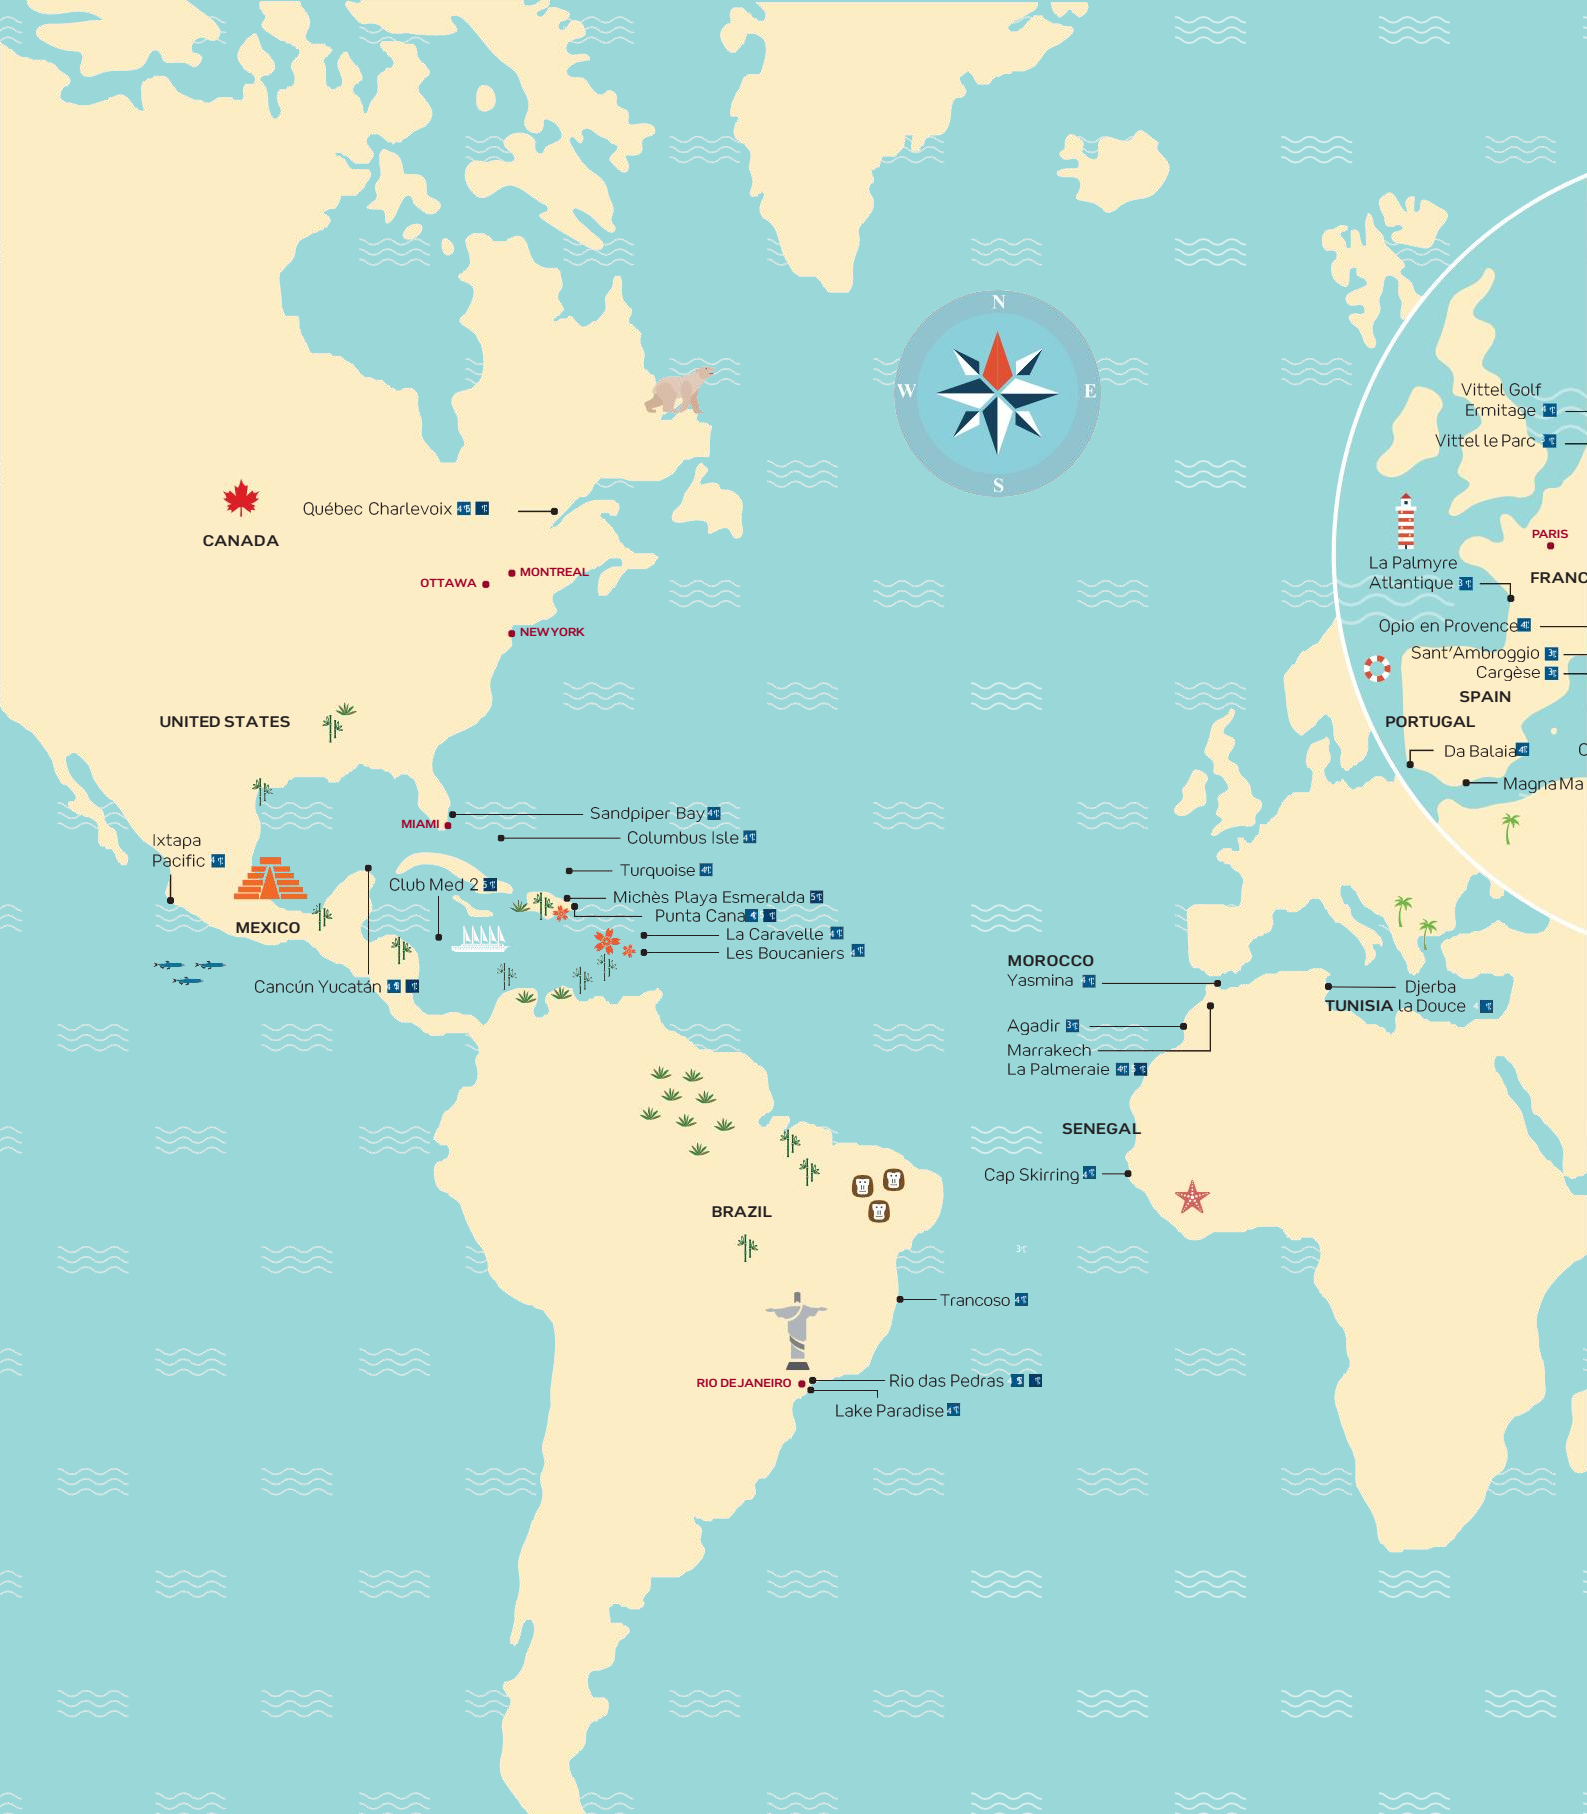 N
W
E
S
Vittel Golf
Ermitage
Vittel le Parc
Québec Charlevoix
CANADA
PARIS
La Palmyre
Atlantique
FRANC
MONTREAL
OTTAWA
Opio en Provence
NEW YORK
Sant'Ambroggio
Cargèse
SPAIN
UNITED STATES
PORTUGAL
Da Balaia
Magna Ma
Sandpiper Bay
MIAMI
Columbus Isle
Ixtapa
Pacific
Turquoise
Club Med 2
Michès Playa Esmeralda
Punta Cana
MEXICO
La Caravelle
Les Boucaniers
Cancún Yucatán
MOROCCO
Yasmina
Djerba
TUNISIA la Douce
Agadir
Marrakech
La Palmeraie
SENEGAL
Cap Skirring
BRAZIL
Trancoso
RIO DE JANEIRO
Rio das Pedras
Lake Paradise